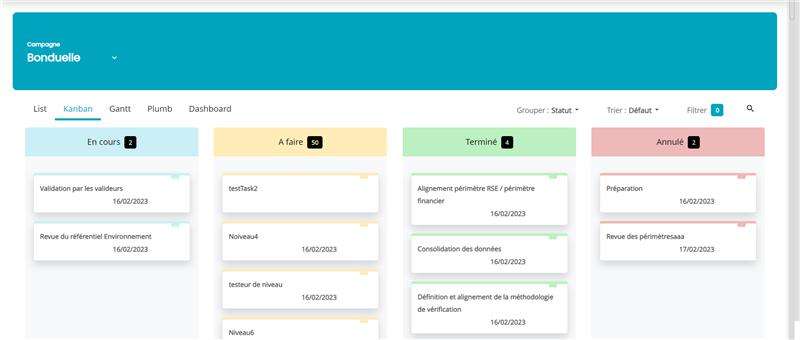 Campagne
Bonduelle
List Kanban Gantt Plumb Dashboard
Grouper : Statut Trier : Défaut Filtrer 0
En cours 2
A faire 50
Terminé 4
Annulé 2
Validation par les valideurs
16/02/2023
Revue du référentiel Environnement
16/02/2023
testTask2
16/02/2023
Noiveau4
16/02/2023
testeur de niveau
16/02/2023
Niveau6
Alignement périmètre RSE / périmètre
financier
16/02/2023
Consolidation des données
16/02/2023
Définition et alignement de la méthodologie
de vérification
16/02/2023
Préparation
16/02/2023
Revue des périmètresaaa
17/02/2023